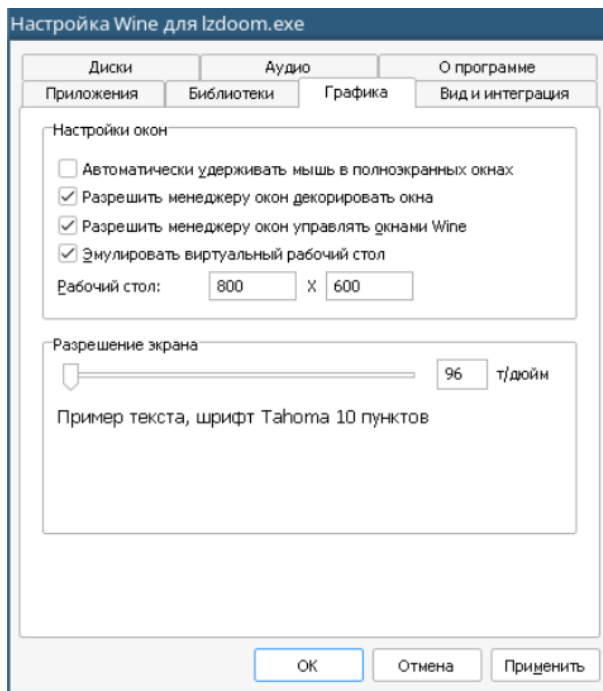 Настройка Wine для lzdoom.exe
Диски Аудио О программе
Приложения Библиотеки Графика Вид и интеграция
Настройки окон
Автоматически удерживать мышь в полноэкранных окнах
Разрешить менеджеру окон декорировать окна
Разрешить менеджеру окон управлять окнами Wine
Эмулировать виртуальный рабочий стол
Рабочий стол: 800 X 600
Разрешение экрана
96 т/дюйм
Пример текста, шрифт Tahoma 10 пунктов
ОК Отмена Применить